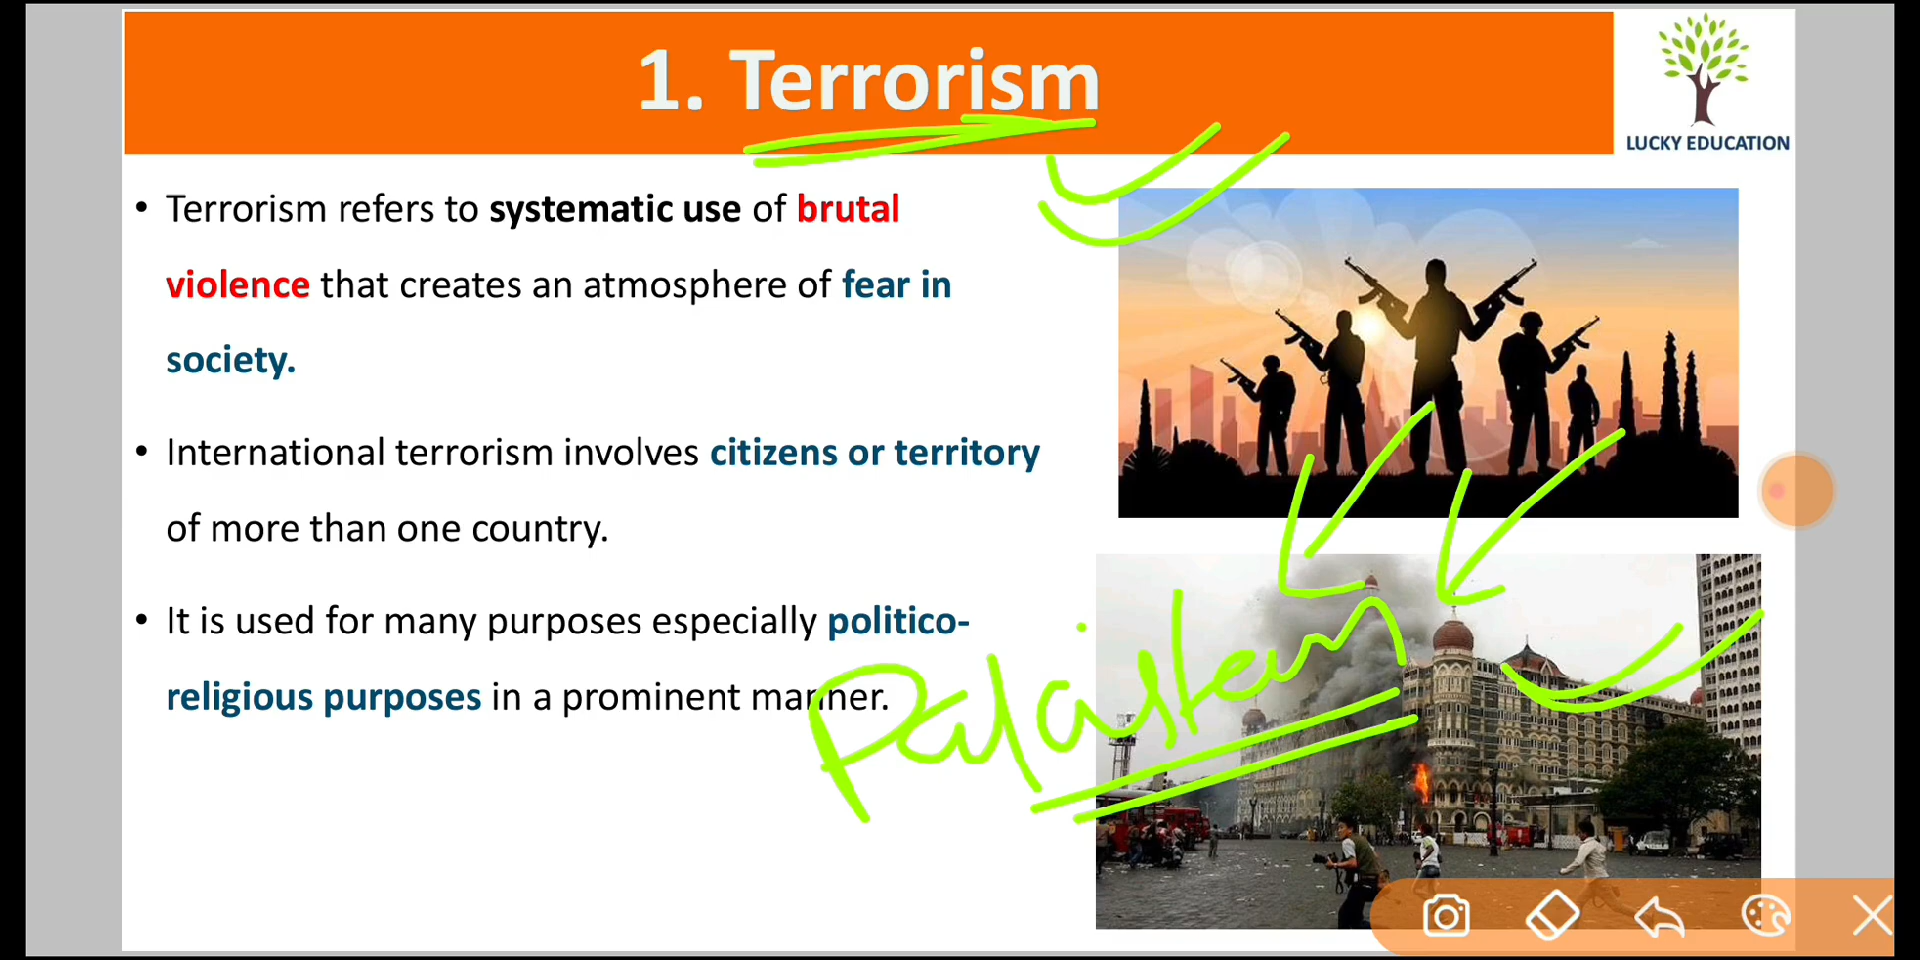 1. Terrorism
LUCKY EDUCATION
• Terrorism refers to systematic use of brutal
violence that creates an atmosphere of fear in
society.
• International terrorism involves citizens or territory
of more than one country.
• It is used for many purposes especially politico-
religious purposes in a prominent manner.
Pakistan